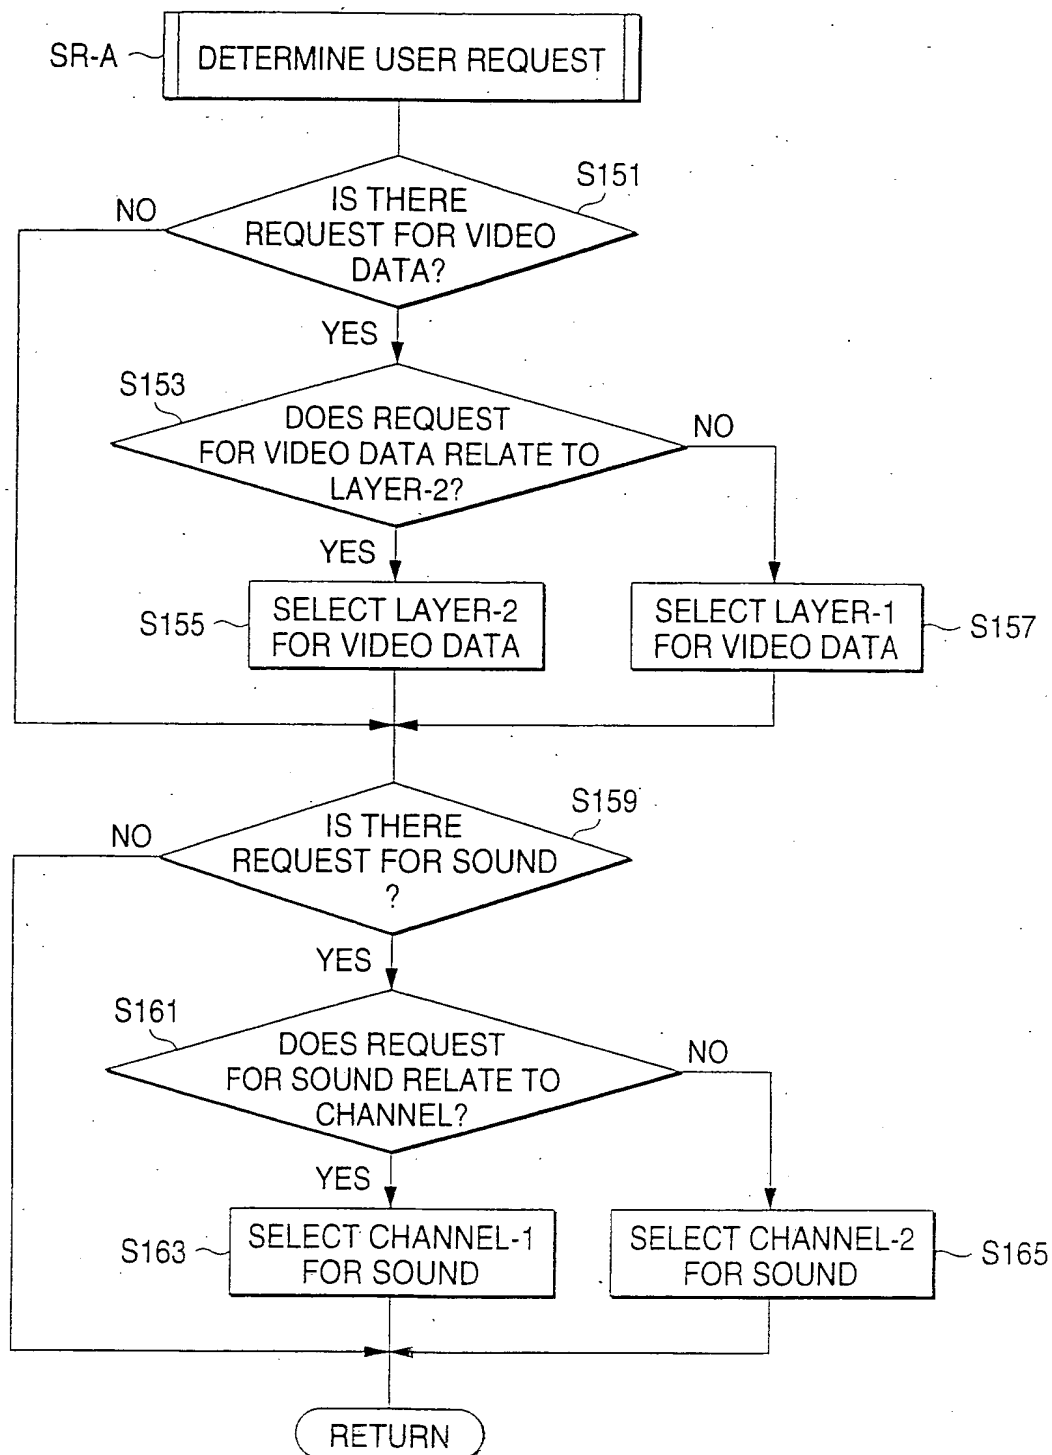 SR-A
DETERMINE USER REQUEST
S151
IS THERE
REQUEST FOR VIDEO
DATA?
NO
YES
S153
DOES REQUEST
FOR VIDEO DATA RELATE TO
LAYER-2?
NO
YES
S155
SELECT LAYER-2
FOR VIDEO DATA
SELECT LAYER-1
FOR VIDEO DATA
S157
S159
IS THERE
REQUEST FOR SOUND
?
NO
YES
S161
DOES REQUEST
FOR SOUND RELATE TO
CHANNEL?
NO
YES
S163
SELECT CHANNEL-1
FOR SOUND
SELECT CHANNEL-2
FOR SOUND
S165
RETURN